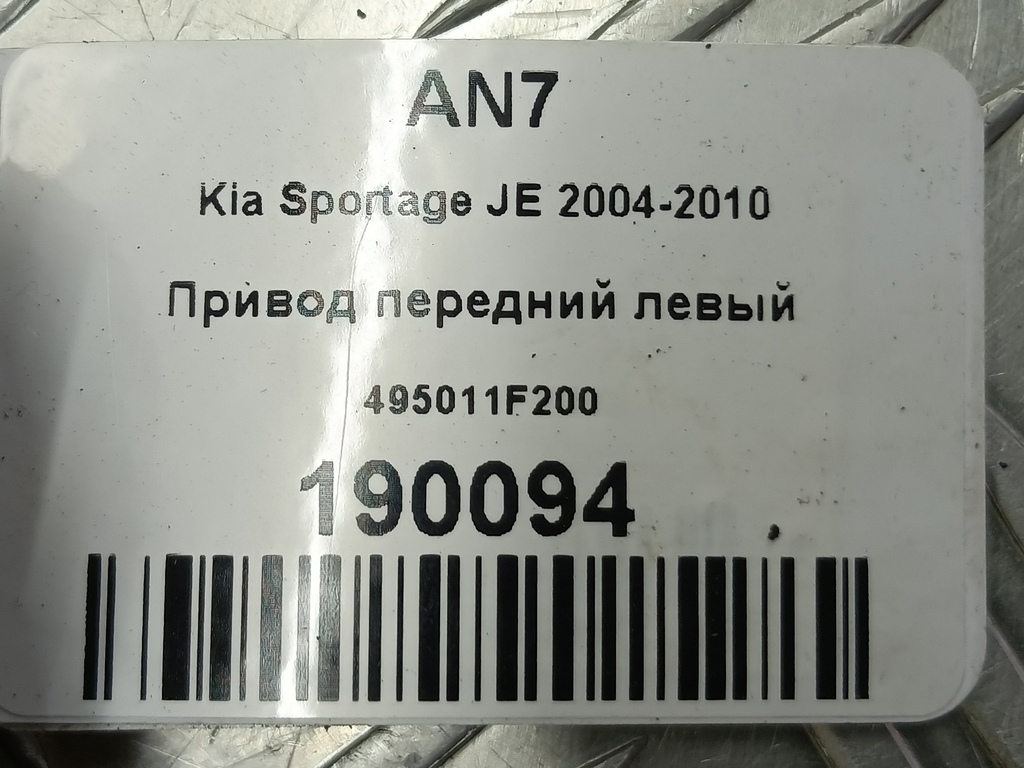 AN7
Kia Sportage JE 2004-2010
Привод передний левый
495011F200
190094